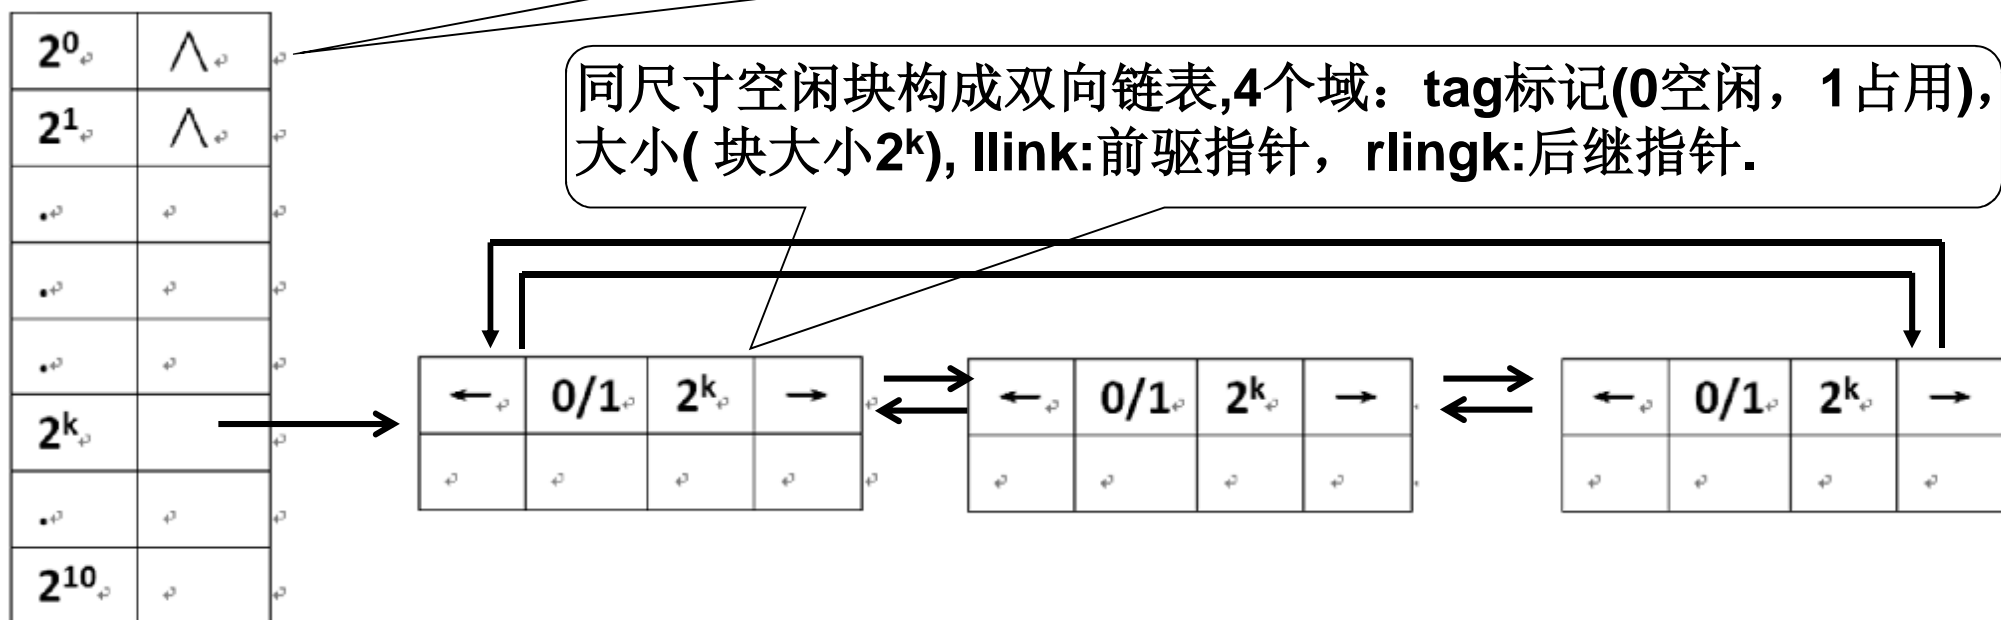 2⁰ ∧
2¹ ∧
.
.
.
2ᵏ
.
2¹⁰
同尺寸空闲块构成双向链表,4个域：tag标记(0空闲，1占用)，
大小( 块大小2ᵏ), llink:前驱指针，rlingk:后继指针.
← 0/1 2ᵏ →
← 0/1 2ᵏ →
← 0/1 2ᵏ →